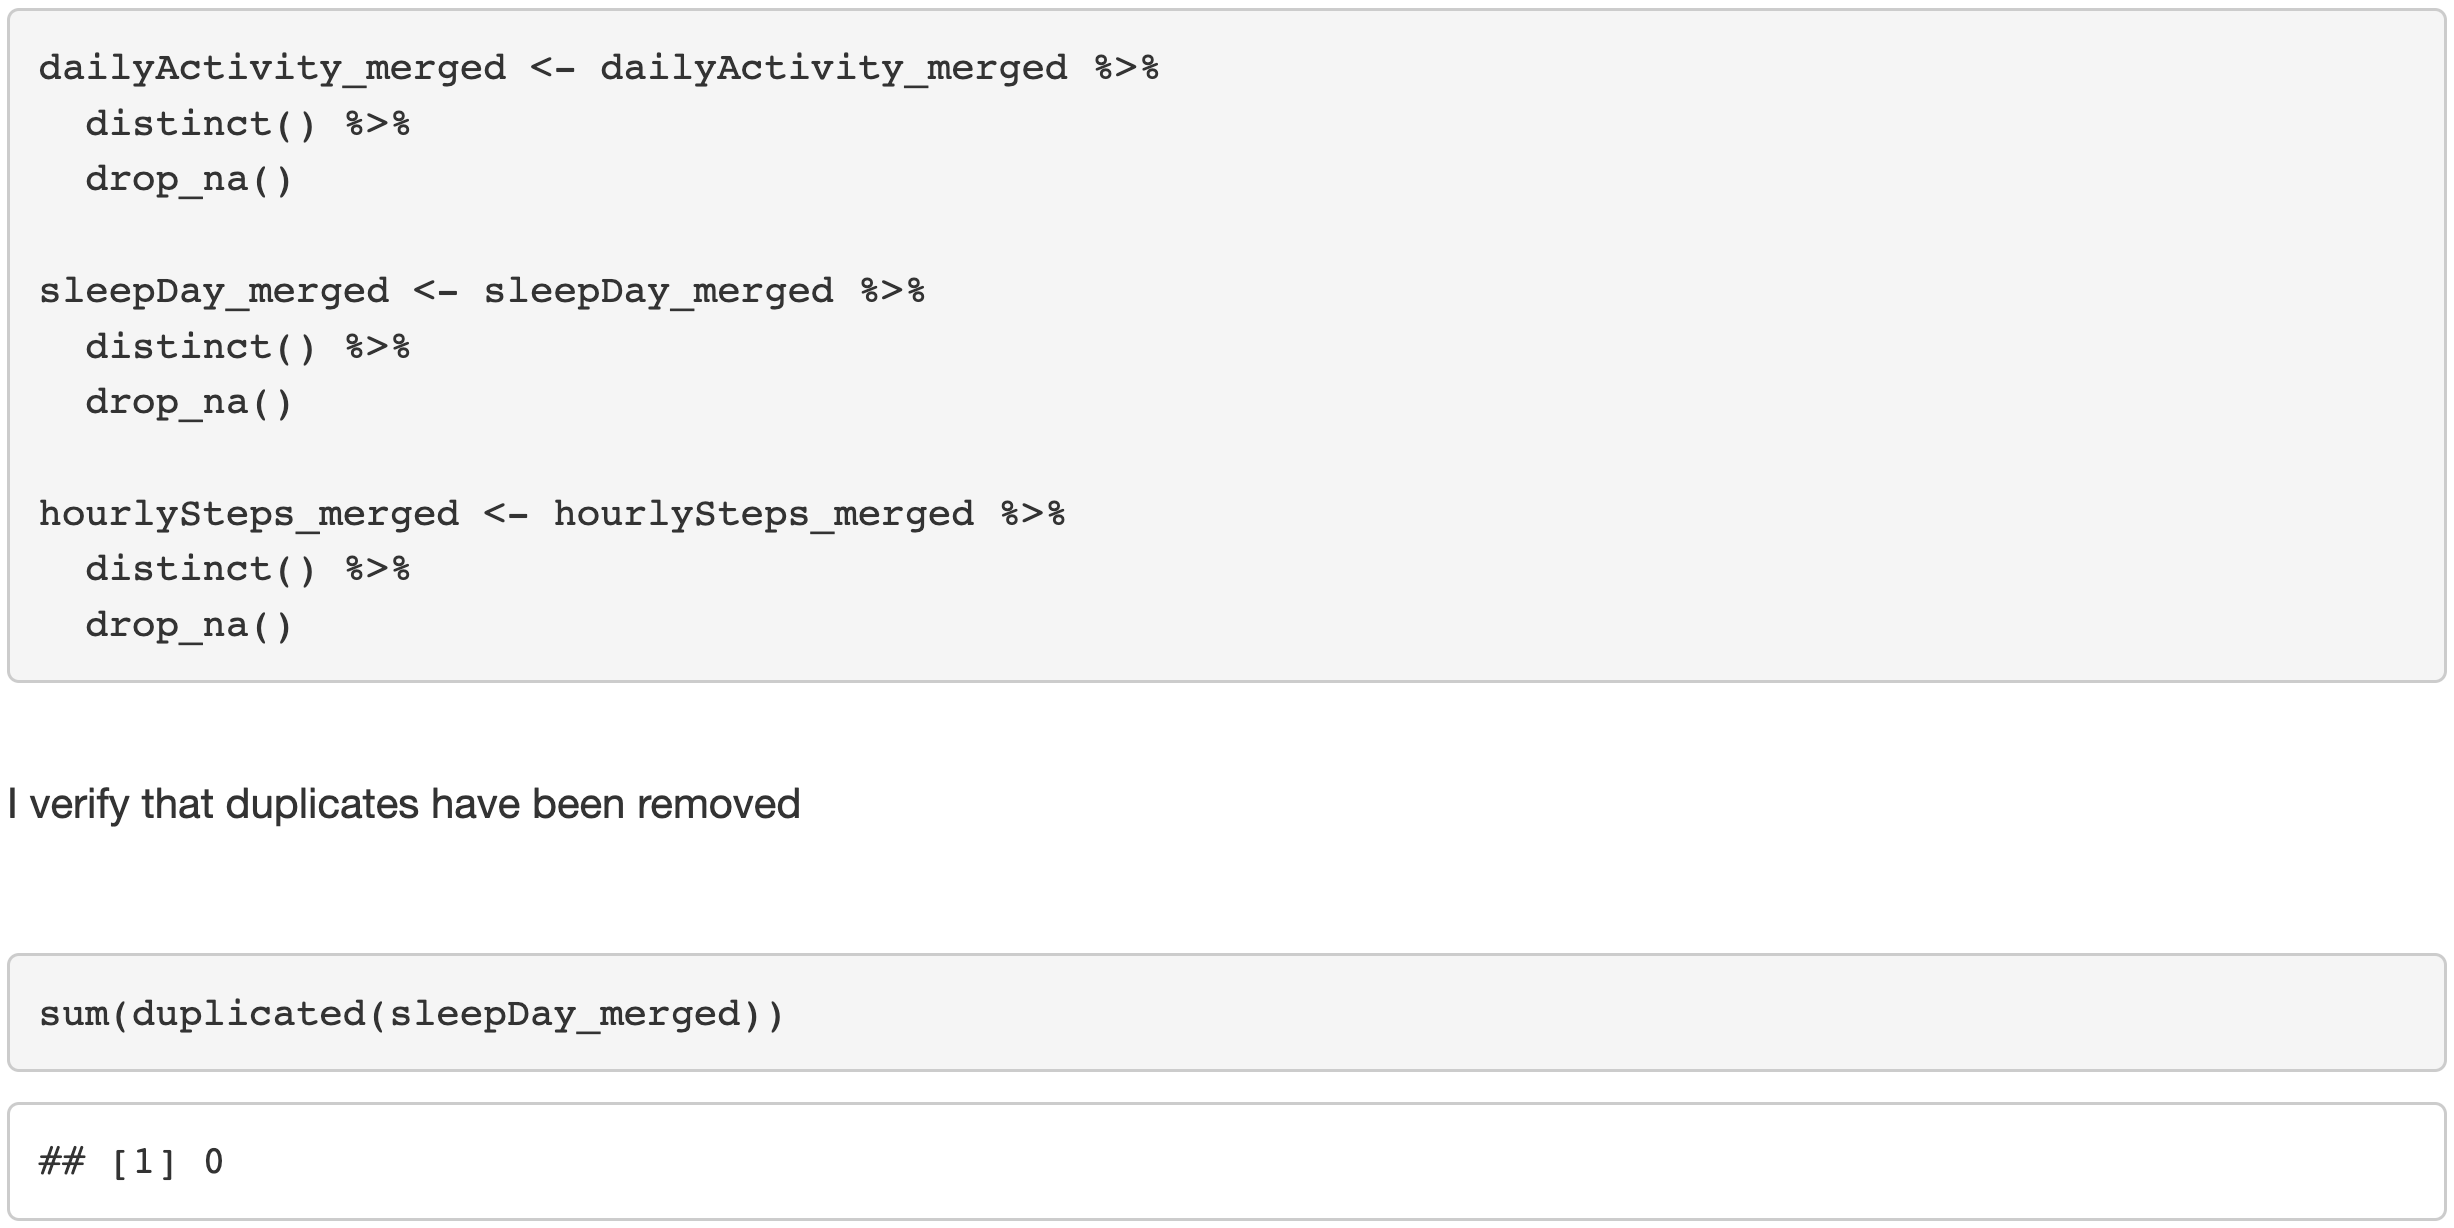 dailyActivity_merged <- dailyActivity_merged %>%
  distinct() %>%
  drop_na()

sleepDay_merged <- sleepDay_merged %>%
  distinct() %>%
  drop_na()

hourlySteps_merged <- hourlySteps_merged %>%
  distinct() %>%
  drop_na()

I verify that duplicates have been removed

sum(duplicated(sleepDay_merged))

## [1] 0